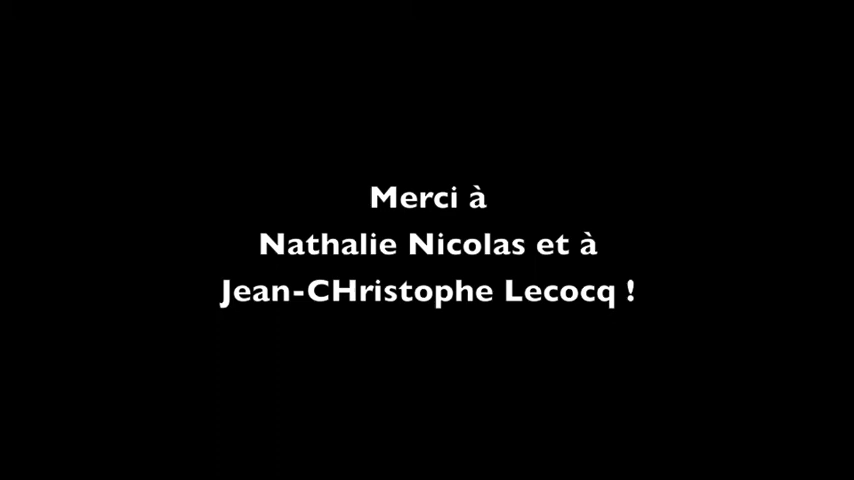 Merci à
Nathalie Nicolas et à
Jean-CHristophe Lecocq !